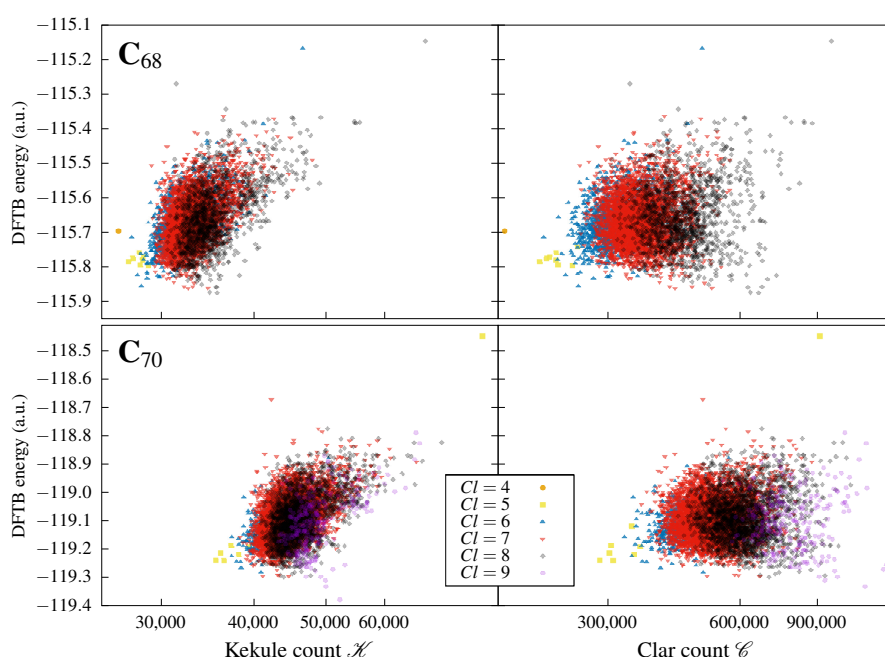 C68
DFTB energy (a.u.)
−115.1
−115.2
−115.3
−115.4
−115.5
−115.6
−115.7
−115.8
−115.9
C70
DFTB energy (a.u.)
−118.5
−118.6
−118.7
−118.8
−118.9
−119.0
−119.1
−119.2
−119.3
−119.4
Cl = 4
Cl = 5
Cl = 6
Cl = 7
Cl = 8
Cl = 9
30,000 40,000 50,000 60,000 300,000 600,000 900,000
Kekule count 𝒦 Clar count 𝒞